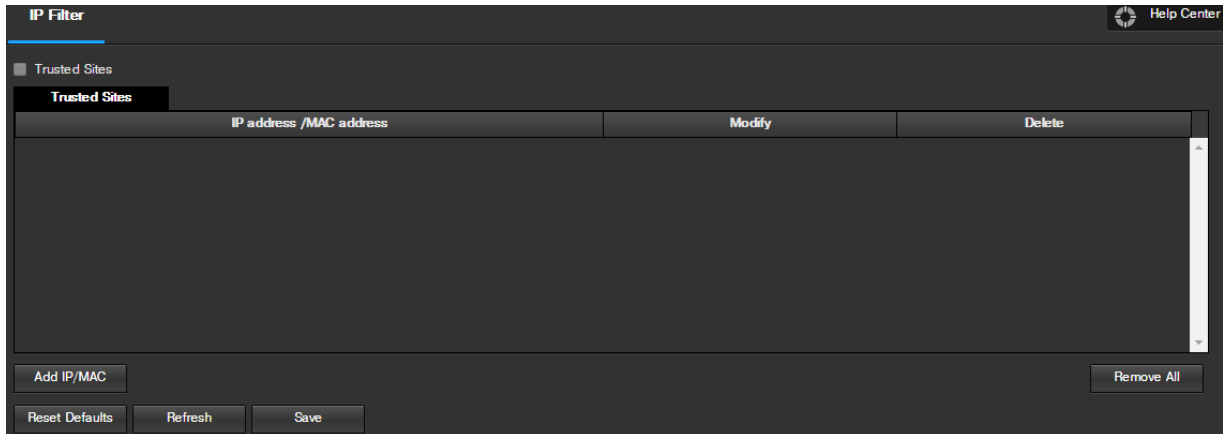 IP Filter
Help Center
Trusted Sites
Trusted Sites
IP address /MAC address Modify Delete
Add IP/MAC Remove All
Reset Defaults Refresh Save